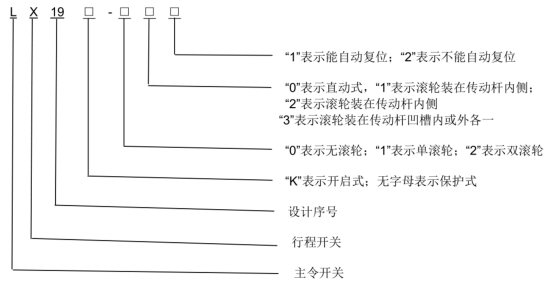 L X 19 □ - □ □ □
“1”表示能自动复位；“2”表示不能自动复位
“0”表示直动式，“1”表示滚轮装在传动杆内侧；
“2”表示滚轮装在传动杆内侧
“3”表示滚轮装在传动杆凹槽内或外各一
“0”表示无滚轮；“1”表示单滚轮；“2”表示双滚轮
“K”表示开启式；无字母表示保护式
设计序号
行程开关
主令开关